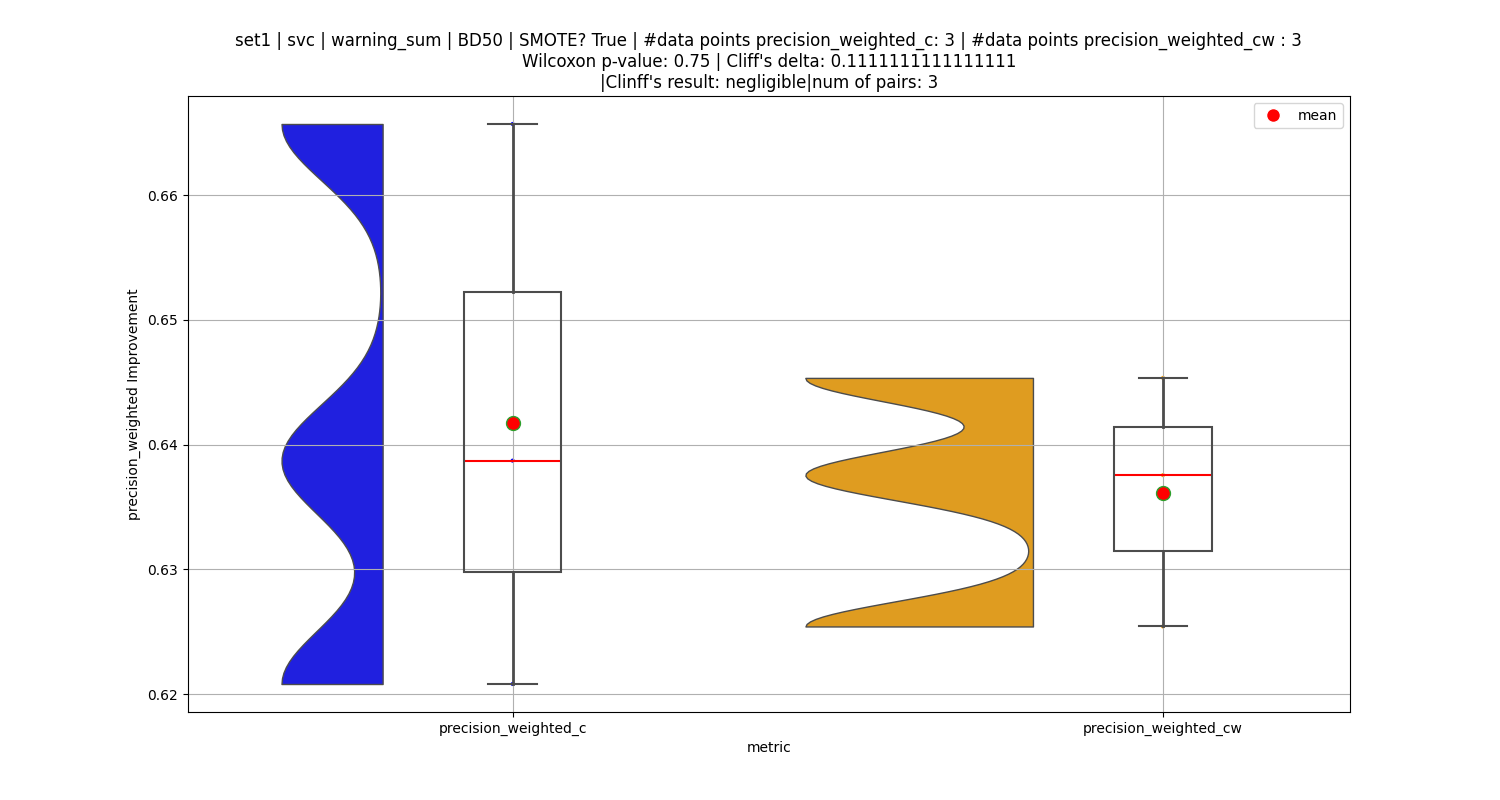 set1 | svc | warning_sum | BD50 | SMOTE? True | #data points precision_weighted_c: 3 | #data points precision_weighted_cw : 3
Wilcoxon p-value: 0.75 | Cliff's delta: 0.1111111111111111
|Clinff's result: negligible|num of pairs: 3
mean
0.66
0.65
0.64
0.63
0.62
precision_weighted Improvement
precision_weighted_c
precision_weighted_cw
metric